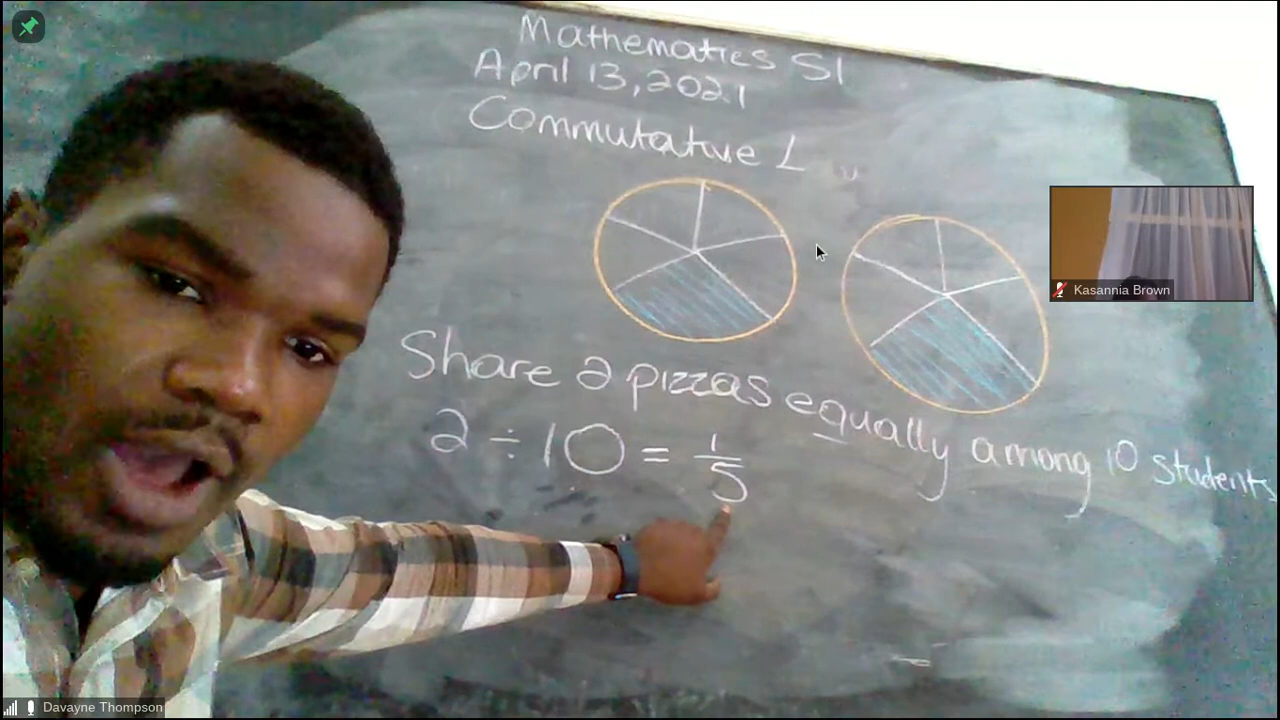 Mathematics S1
April 13, 2021
Commutative L
Share 2 pizzas equally among 10 students
2 ÷ 10 = 1/5
Kasannia Brown
Davayne Thompson